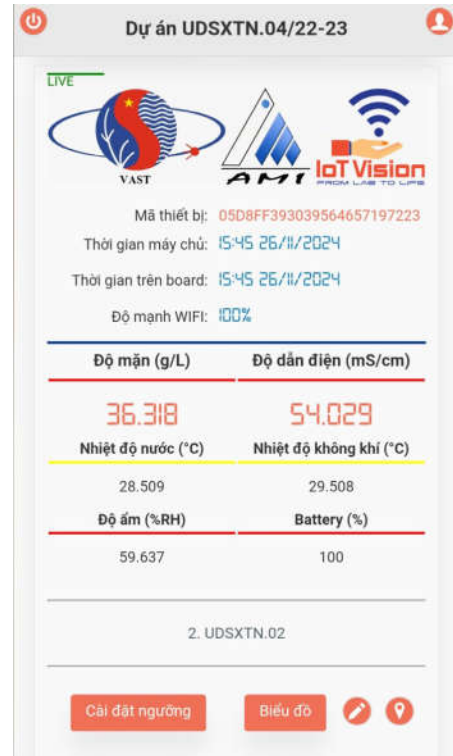 Dự án UDSXTN.04/22-23
LIVE
VAST
AMI
IoT Vision
FROM LAB TO LIFE
Mã thiết bị: 05D8FF393039564657197223
Thời gian máy chủ: 15:45 26/11/2024
Thời gian trên board: 15:45 26/11/2024
Độ mạnh WIFI: 100%
Độ mặn (g/L) Độ dẫn điện (mS/cm)
36.318 54.029
Nhiệt độ nước (°C) Nhiệt độ không khí (°C)
28.509 29.508
Độ ẩm (%RH) Battery (%)
59.637 100
2. UDSXTN.02
Cài đặt ngưỡng Biểu đồ